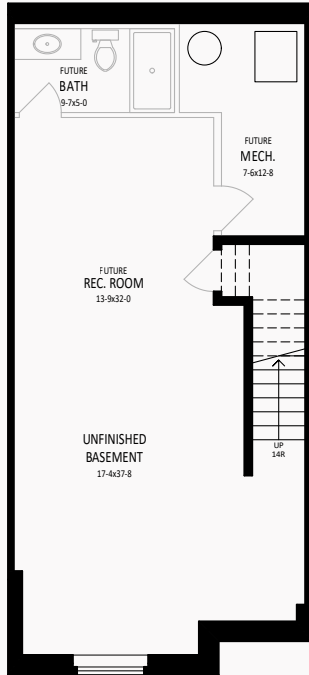 FUTURE
BATH
9-7x5-0
FUTURE
MECH.
7-6x12-8
FUTURE
REC. ROOM
13-9x32-0
UNFINISHED
BASEMENT
17-4x37-8
UP
14R